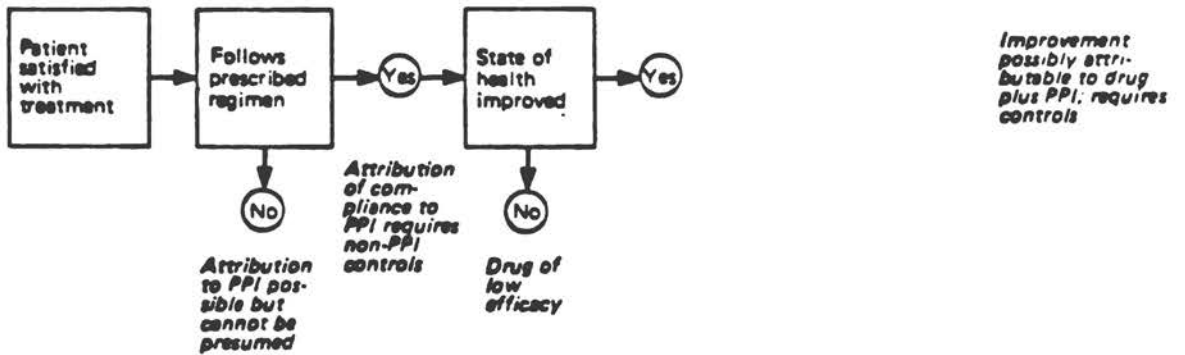 Patient
satisfied
with
treatment
Follows
prescribed
regimen
Yes
State of
health
improved
Yes
No
Attribution
to PPI pos-
sible but
cannot be
presumed
Attribution
of com-
pliance to
PPI requires
non-PPI
controls
No
Drug of
low
efficacy
Improvement
possibly attri-
butable to drug
plus PPI; requires
controls